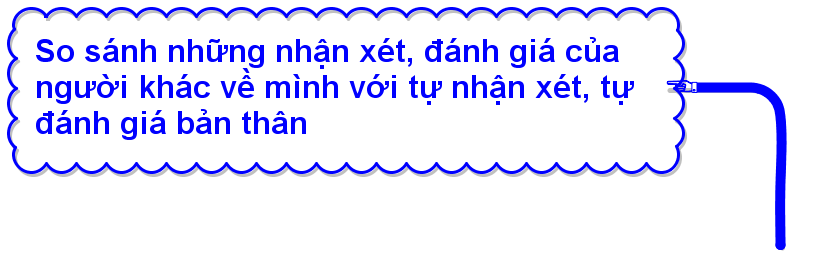 So sánh những nhận xét, đánh giá của
người khác về mình với tự nhận xét, tự
đánh giá bản thân